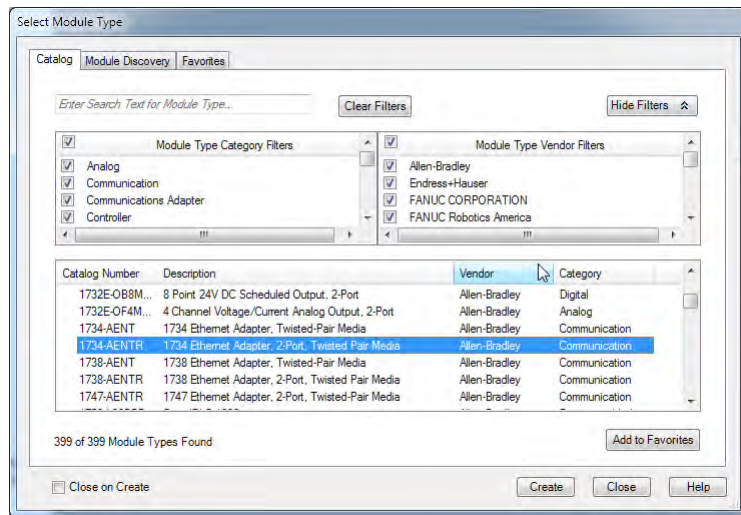 Select Module Type
Catalog Module Discovery Favorites
Enter Search Text for Module Type... Clear Filters Hide Filters
Module Type Category Filters Module Type Vendor Filters
Analog Allen-Bradley
Communication Endress+Hauser
Communications Adapter FANUC CORPORATION
Controller FANUC Robotics America
Catalog Number Description Vendor Category
1732E-OB8M... 8 Point 24V DC Scheduled Output, 2-Port Allen-Bradley Digital
1732E-OF4M... 4 Channel Voltage/Current Analog Output, 2-Port Allen-Bradley Analog
1734-AENT 1734 Ethernet Adapter, Twisted-Pair Media Allen-Bradley Communication
1734-AENTR 1734 Ethernet Adapter, 2-Port, Twisted Pair Media Allen-Bradley Communication
1738-AENT 1738 Ethernet Adapter, Twisted-Pair Media Allen-Bradley Communication
1738-AENTR 1738 Ethernet Adapter, 2-Port, Twisted Pair Media Allen-Bradley Communication
1747-AENTR 1747 Ethernet Adapter, 2-Port, Twisted Pair Media Allen-Bradley Communication
399 of 399 Module Types Found Add to Favorites
Close on Create Create Close Help